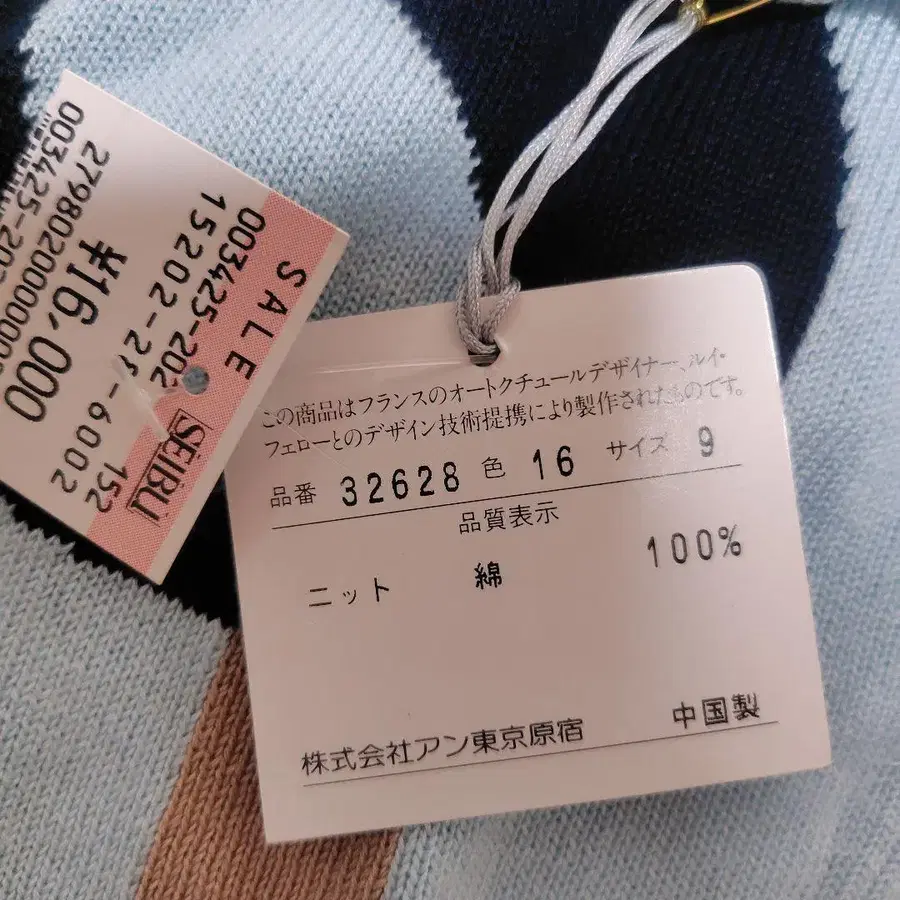 SALE
003425-202
15202-2
-6002
152
SEIBU
¥16,000
この商品はフランスのオートクチュールデザイナー、ルイ・
フェローとのデザイン技術提携により製作されたものです。
品番 32628 色 16 サイズ 9
品質表示
ニット 綿 100%
株式会社アン東京原宿 中国製